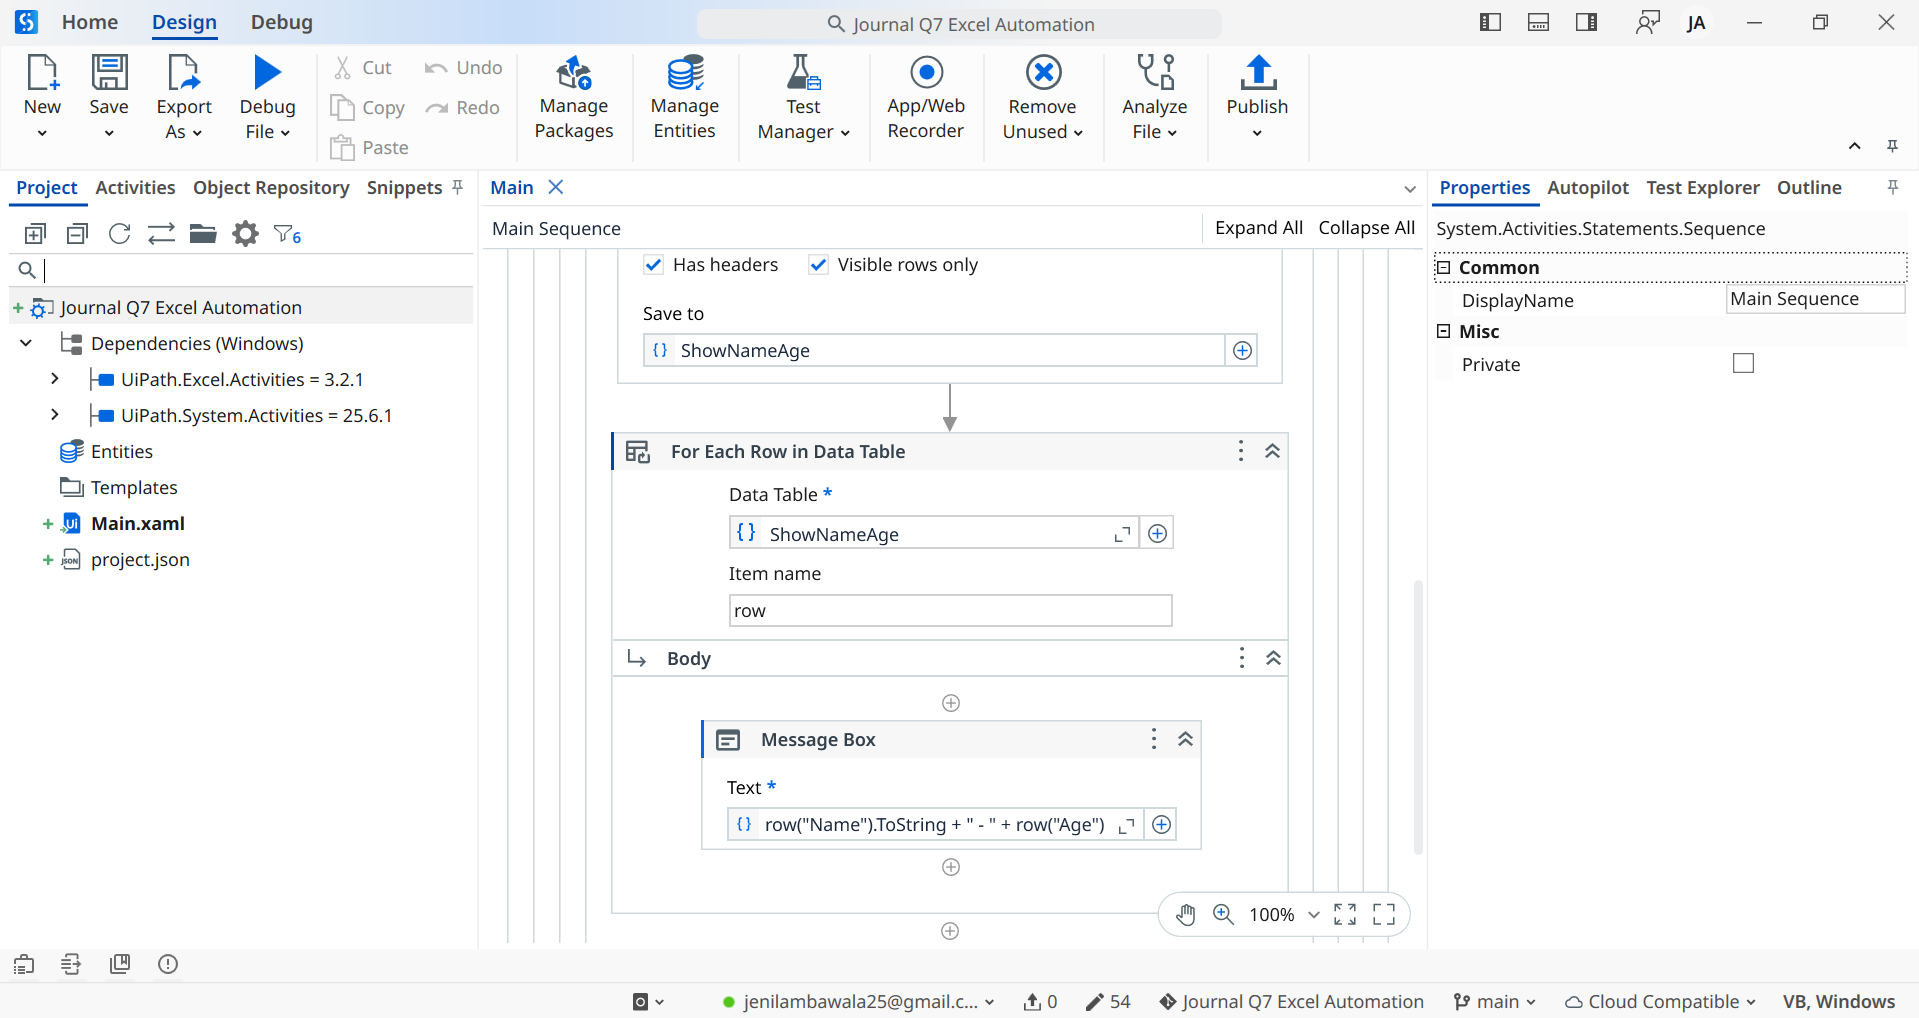 Home Design Debug
Journal Q7 Excel Automation
JA
New
Save
Export As
Debug File
Cut
Undo
Copy
Redo
Paste
Manage Packages
Manage Entities
Test Manager
App/Web Recorder
Remove Unused
Analyze File
Publish
Project Activities Object Repository Snippets
6
Journal Q7 Excel Automation
Dependencies (Windows)
UiPath.Excel.Activities = 3.2.1
UiPath.System.Activities = 25.6.1
Entities
Templates
Main.xaml
project.json
Main
Main Sequence
Expand All Collapse All
Has headers Visible rows only
Save to
ShowNameAge
For Each Row in Data Table
Data Table *
ShowNameAge
Item name
row
Body
Message Box
Text *
row("Name").ToString + " - " + row("Age")
100%
Properties Autopilot Test Explorer Outline
System.Activities.Statements.Sequence
Common
DisplayName Main Sequence
Misc
Private
jenilambawala25@gmail.c... 0 54 Journal Q7 Excel Automation main Cloud Compatible VB, Windows